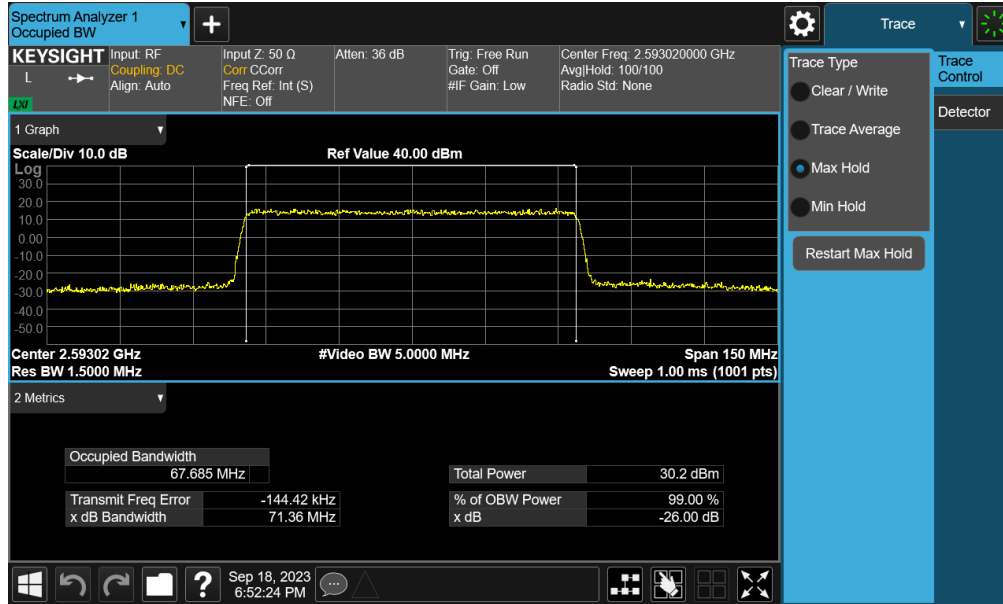 Spectrum Analyzer 1
Occupied BW
Trace
KEYSIGHT
L
LXI
Input: RF
Coupling: DC
Align: Auto
Input Z: 50 Ω
Corr CCorr
Freq Ref: Int (S)
NFE: Off
Atten: 36 dB
Trig: Free Run
Gate: Off
#IF Gain: Low
Center Freq: 2.593020000 GHz
Avg|Hold: 100/100
Radio Std: None
1 Graph
Scale/Div 10.0 dB
Ref Value 40.00 dBm
Log
30.0
20.0
10.0
0.00
-10.0
-20.0
-30.0
-40.0
-50.0
Center 2.59302 GHz
#Video BW 5.0000 MHz
Span 150 MHz
Res BW 1.5000 MHz
Sweep 1.00 ms (1001 pts)
2 Metrics
Occupied Bandwidth
67.685 MHz
Total Power 30.2 dBm
Transmit Freq Error -144.42 kHz
% of OBW Power 99.00 %
x dB Bandwidth 71.36 MHz
x dB -26.00 dB
Trace Type
Clear / Write
Trace Average
Max Hold
Min Hold
Restart Max Hold
Trace
Control
Detector
?
Sep 18, 2023
6:52:24 PM